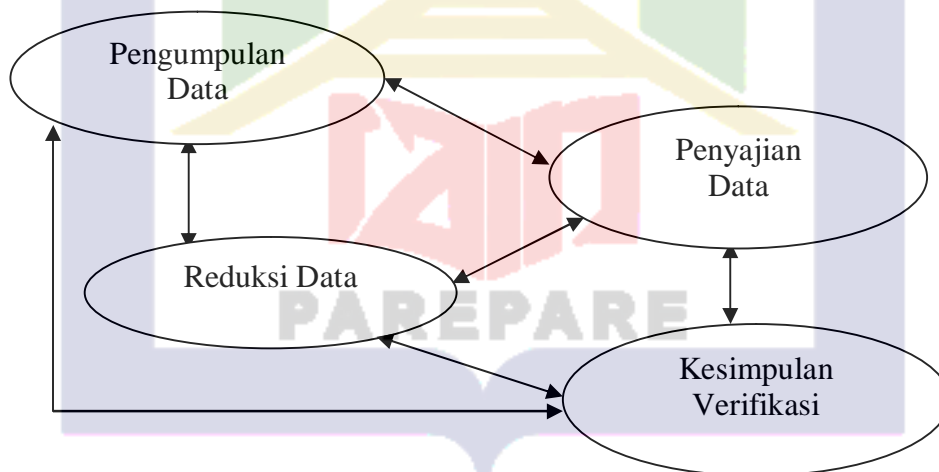 Pengumpulan
Data
Penyajian
Data
Reduksi Data
PAREPARE
Kesimpulan
Verifikasi